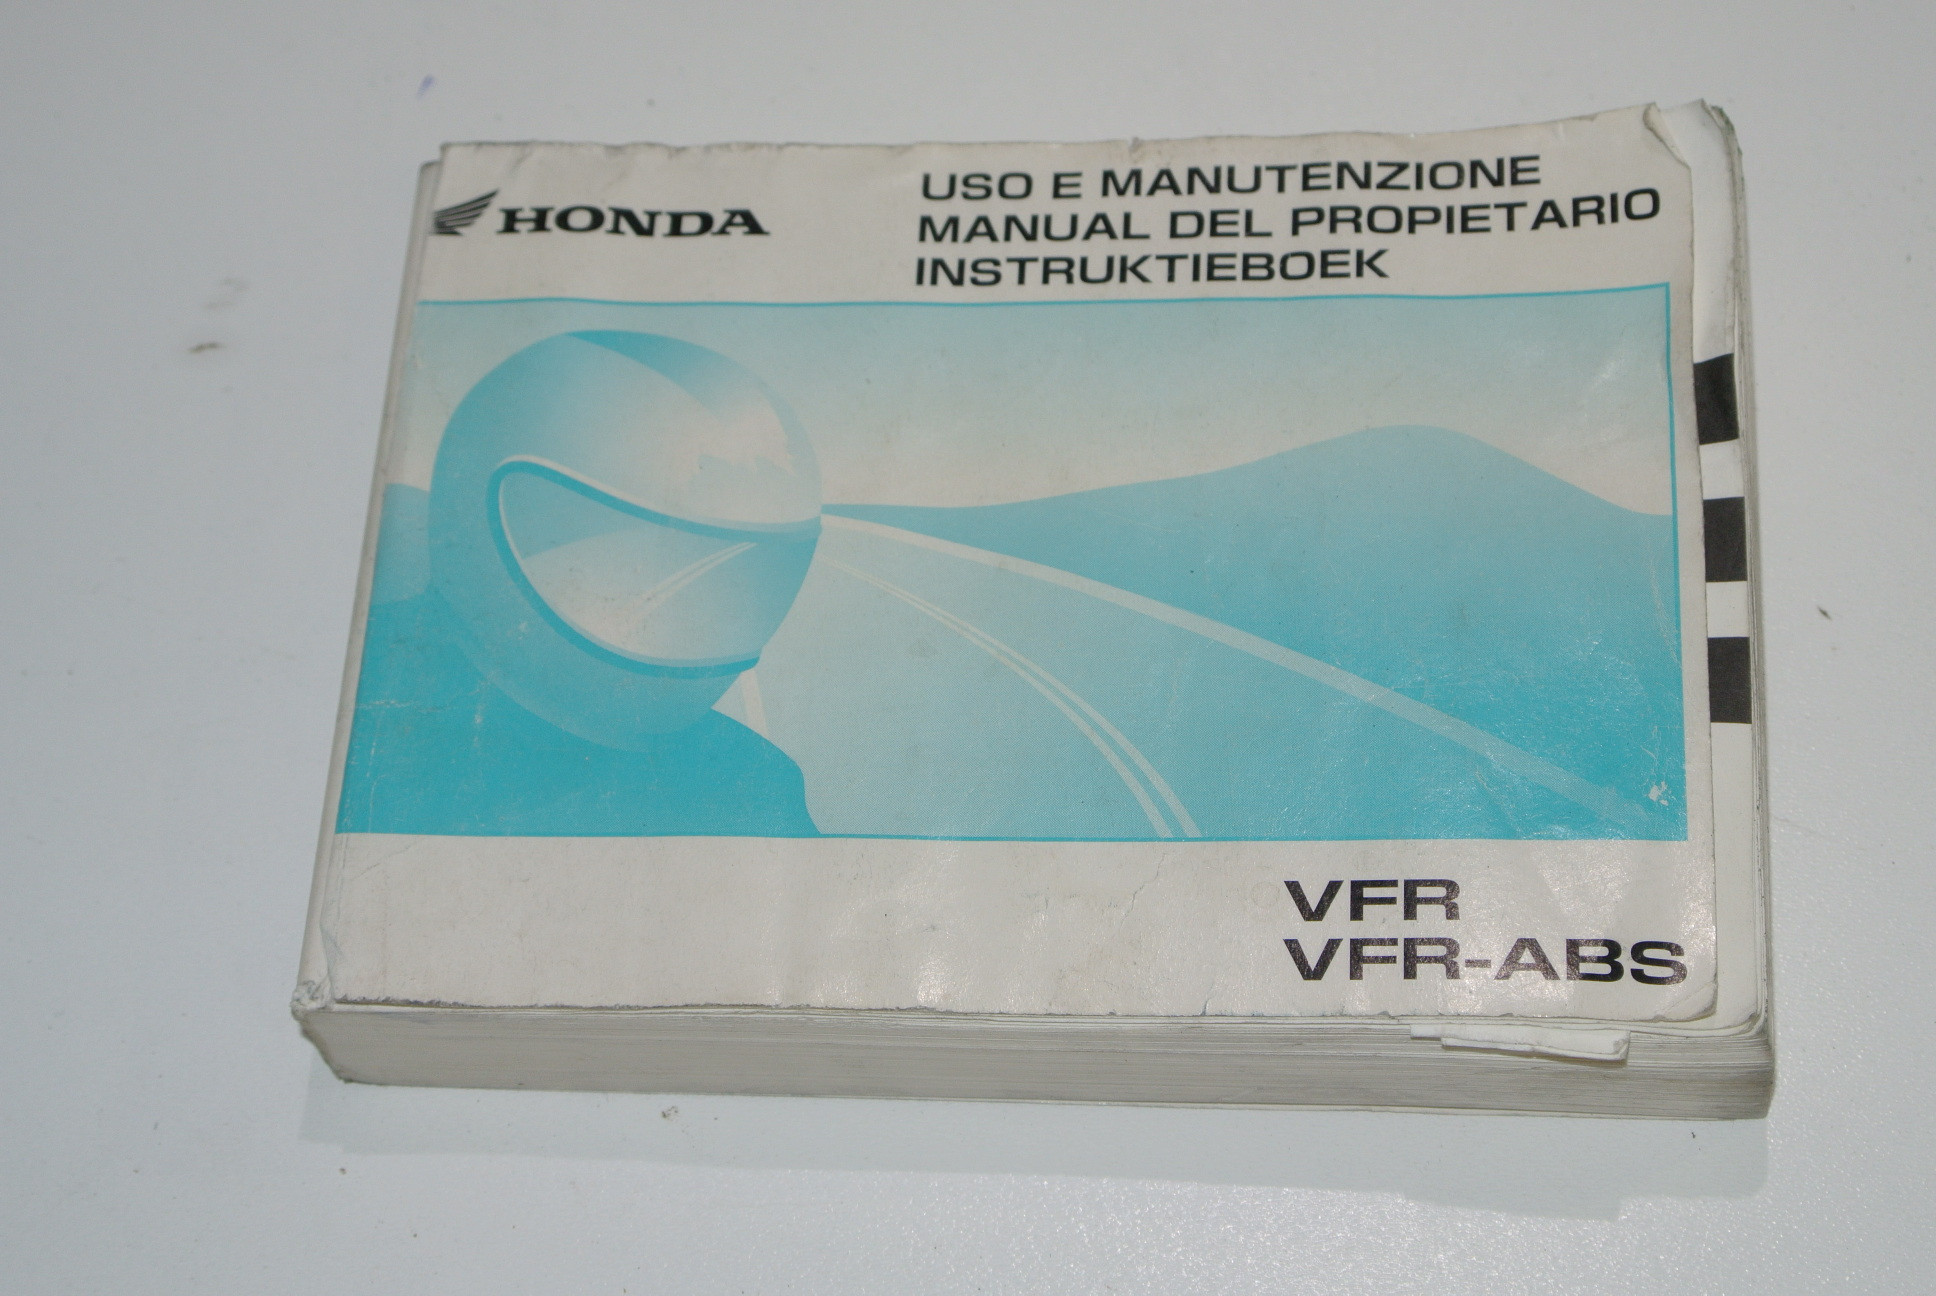 HONDA
USO E MANUTENZIONE
MANUAL DEL PROPIETARIO
INSTRUKTIEBOEK
VFR
VFR-ABS